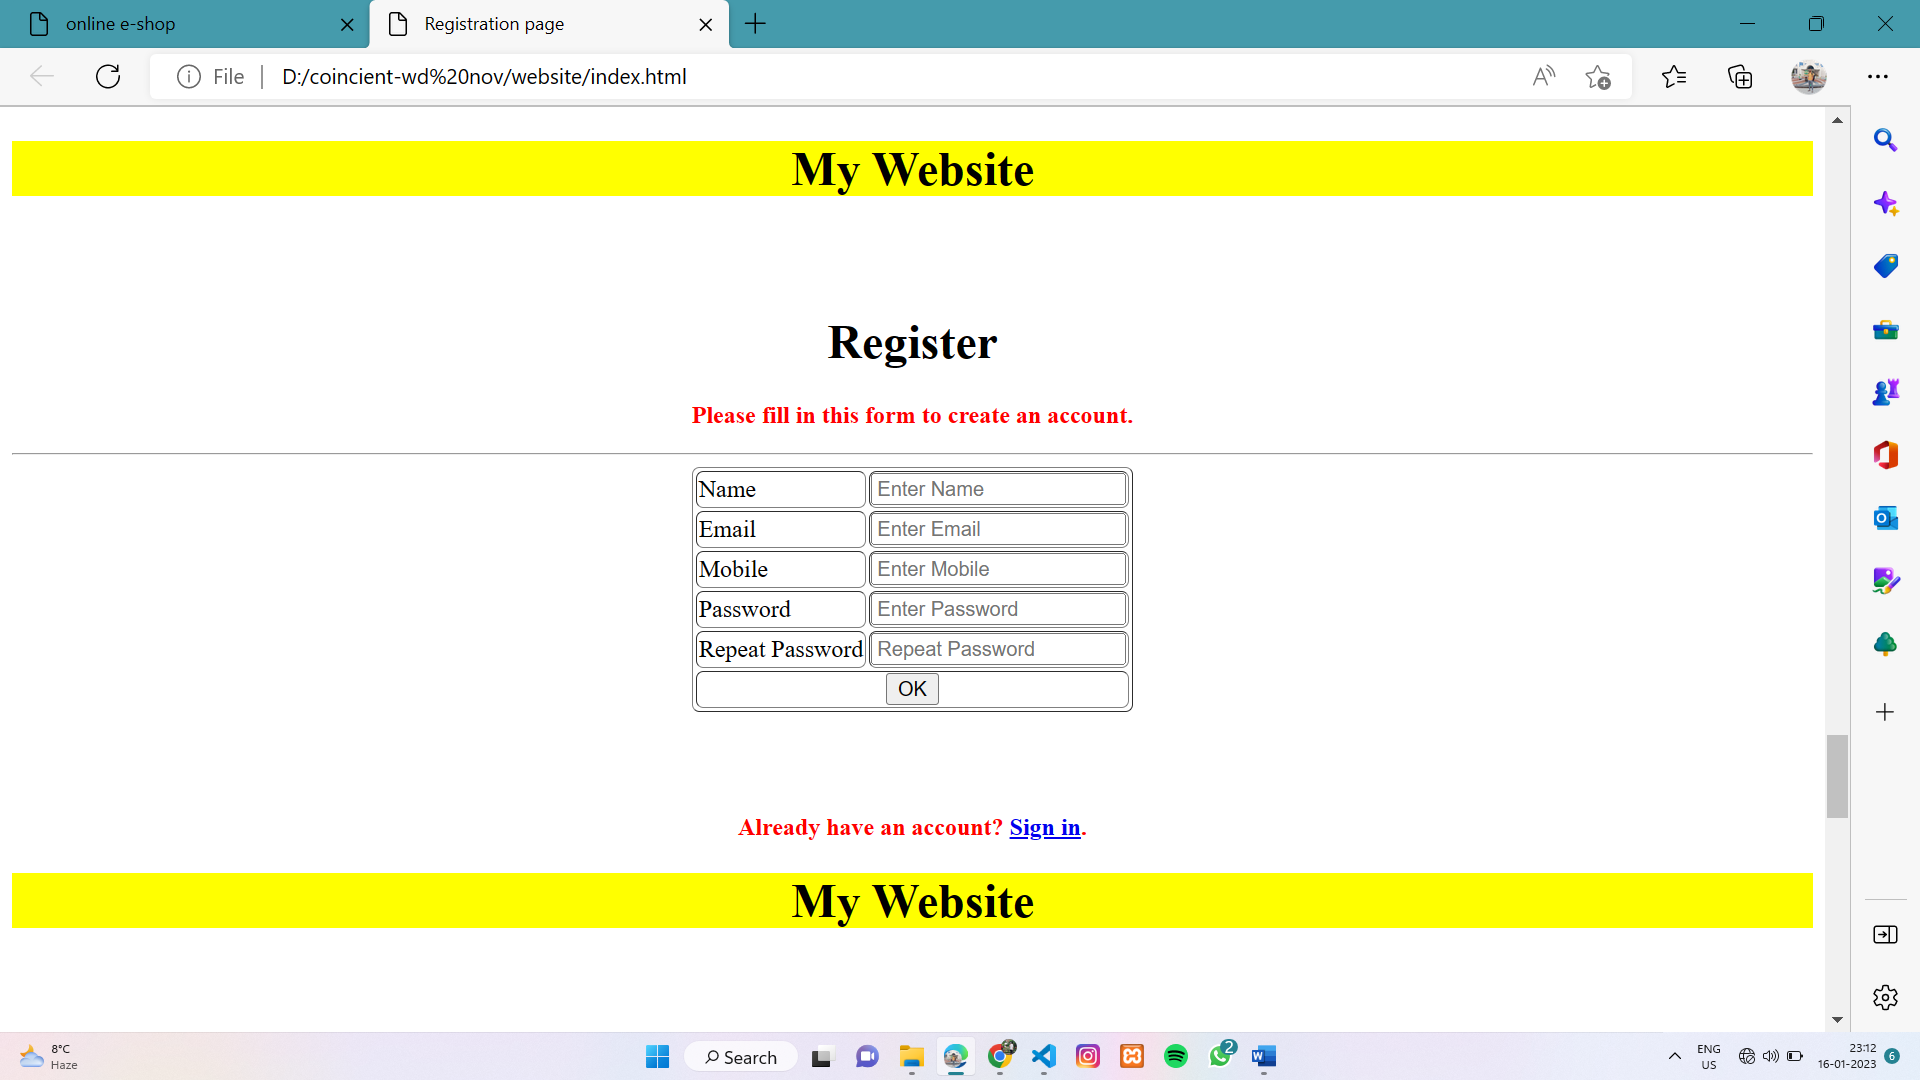 online e-shop
Registration page
File
D:/coincient-wd%20nov/website/index.html
My Website
Register
Please fill in this form to create an account.
Name Enter Name
Email Enter Email
Mobile Enter Mobile
Password Enter Password
Repeat Password Repeat Password
OK
Already have an account? Sign in.
My Website
8°C
Haze
Search
2
ENG
US
23:12
16-01-2023
6